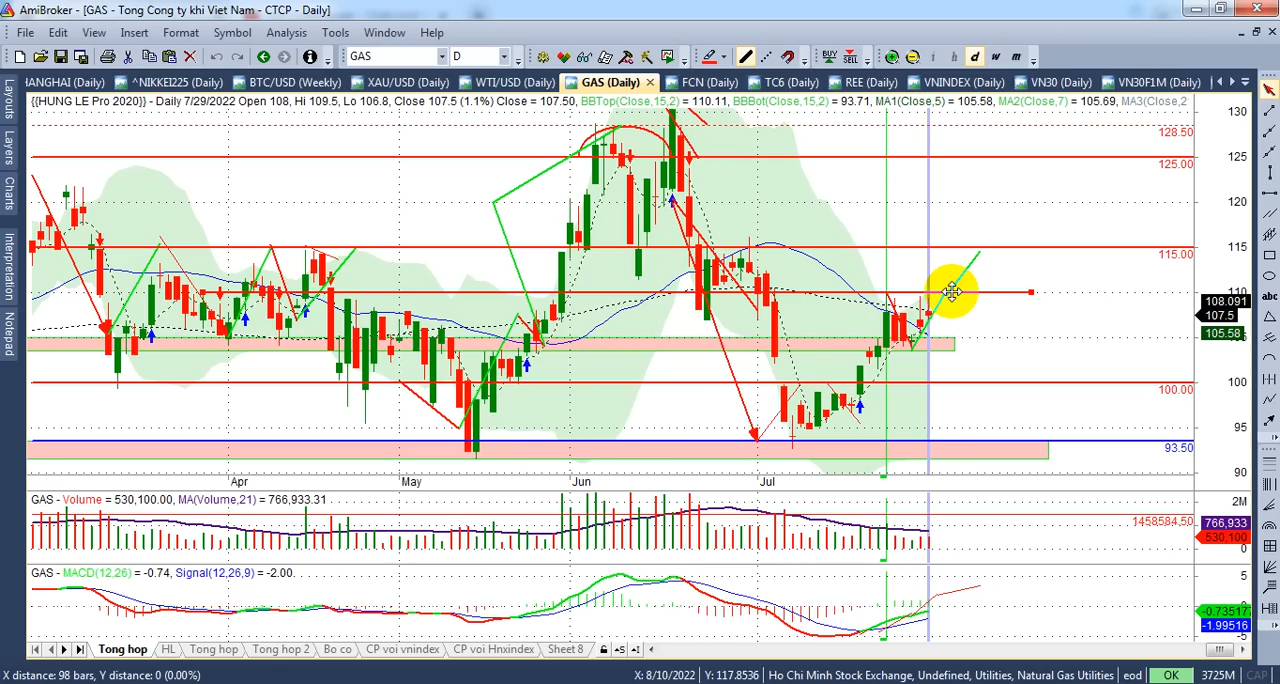 AmiBroker - [GAS - Tong Cong ty khi Viet Nam - CTCP - Daily]
File Edit View Insert Format Symbol Analysis Tools Window Help
GAS D BUY SELL i h d w m
HANGHAI (Daily) ^NIKKEI225 (Daily) BTC/USD (Weekly) XAU/USD (Daily) WTI/USD (Daily) GAS (Daily) FCN (Daily) TC6 (Daily) REE (Daily) VNINDEX (Daily) VN30 (Daily) VN30F1M (Daily)
Layouts
Layers
Charts
Interpretation
Notepad
{{HUNG LE Pro 2020}} - Daily 7/29/2022 Open 108, Hi 109.5, Lo 106.8, Close 107.5 (1.1%) Close = 107.50, BBTop(Close,15,2) = 110.11, BBBot(Close,15,2) = 93.71, MA1(Close,5) = 105.58, MA2(Close,7) = 105.69, MA3(Close,2
130
128.50
125
125.00
120
115
115.00
110
108.091
107.5
105.58
100
100.00
95
93.50
90
Apr May Jun Jul
GAS - Volume = 530,100.00, MA(Volume,21) = 766,933.31
2M
1458584.50
766,933
530,100
0
GAS - MACD(12,26) = -0.74, Signal(12,26,9) = -2.00
5
0
-0.735177
-1.99516
-5
Tong hop HL Tong hop Tong hop 2 Bo co CP voi vnindex CP voi Hnxindex Sheet 8
X distance: 98 bars, Y distance: 0 (0.00%) X: 8/10/2022 Y: 117.8536 Ho Chi Minh Stock Exchange, Undefined, Utilities, Natural Gas Utilities eod OK 3725M CAP